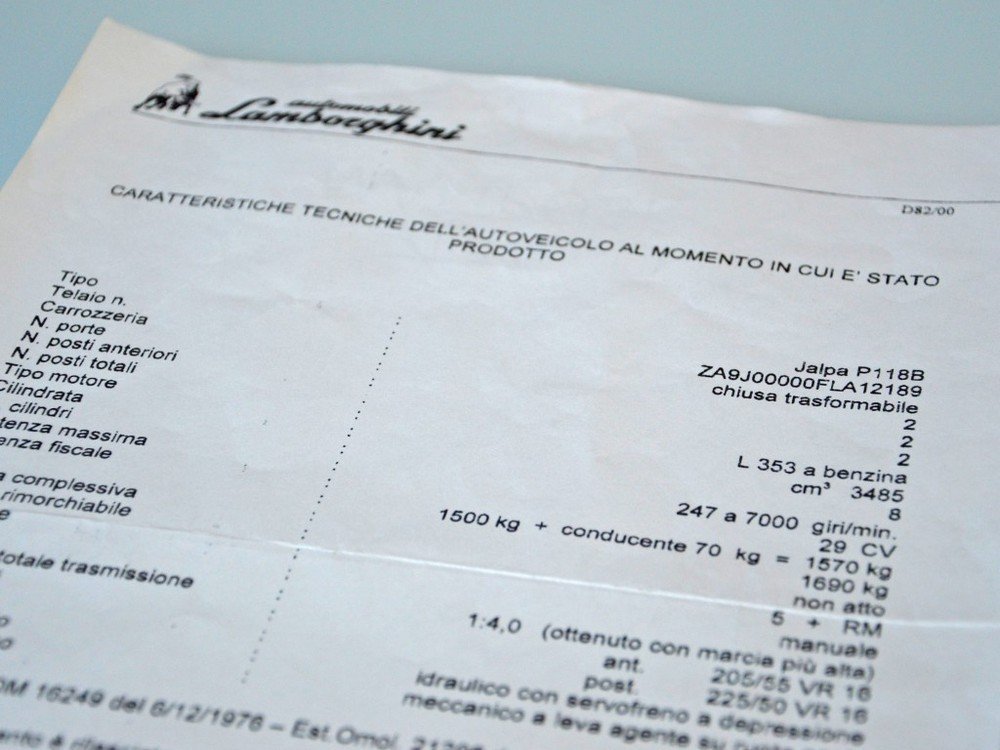 automobili
Lamborghini
D82/00
CARATTERISTICHE TECNICHE DELL'AUTOVEICOLO AL MOMENTO IN CUI E' STATO
PRODOTTO
Tipo
Jalpa P118B
Telaio n.
ZA9J00000FLA12189
Carrozzeria
chiusa trasformabile
N. porte
2
N. posti anteriori
2
N. posti totali
2
Tipo motore
L 353 a benzina
Cilindrata
cm³ 3485
cilindri
8
tenza massima
247 a 7000 giri/min.
enza fiscale
29 CV
1500 kg + conducente 70 kg = 1570 kg
a complessiva
1690 kg
rimorchiabile
non atto
e
5 + RM
manuale
totale trasmissione
1:4,0 (ottenuto con marcia più alta)
ant. 205/55 VR 16
post. 225/50 VR 16
idraulico con servofreno a depressione
meccanico a leva agente su
DM 16249 del 6/12/1976 – Est. Omol.